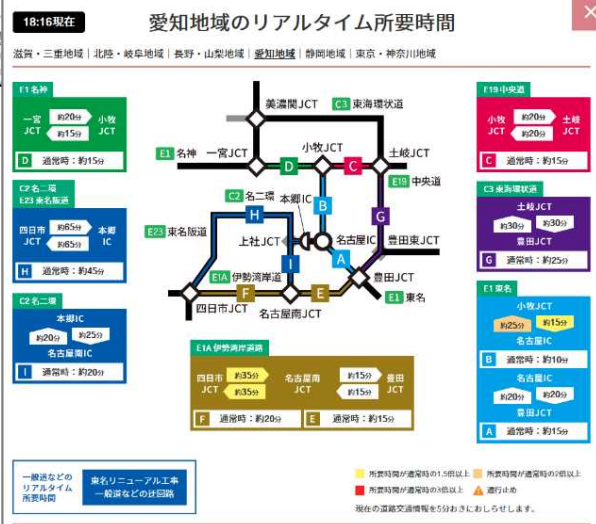 18:16現在
愛知地域のリアルタイム所要時間
滋賀・三重地域 | 北陸・岐阜地域 | 長野・山梨地域 | 愛知地域 | 静岡地域 | 東京・神奈川地域
E1 名神
一宮JCT 約20分 小牧JCT
約15分
D 通常時：約15分
C2 名二環
E23 東名阪道
四日市JCT 約65分 本郷IC
約65分
H 通常時：約45分
C2 名二環
本郷IC
約20分 約25分
名古屋南IC
I 通常時：約20分
美濃関JCT
C3 東海環状道
E1 名神
一宮JCT
小牧JCT
土岐JCT
D
C
E19 中央道
C2 名二環
本郷IC
B
H
G
E23 東名阪道
上社JCT
名古屋IC
豊田東JCT
I
A
E1A 伊勢湾岸道
豊田JCT
F
E
E1 東名
四日市JCT
名古屋南JCT
E1A 伊勢湾岸道路
四日市JCT 約35分 名古屋南JCT 約15分 豊田JCT
約35分 約15分
F 通常時：約20分 E 通常時：約15分
E19 中央道
小牧JCT 約20分 土岐JCT
約20分
C 通常時：約15分
C3 東海環状道
土岐JCT
約30分 約30分
豊田JCT
G 通常時：約25分
E1 東名
小牧JCT
約25分 約15分
名古屋IC
B 通常時：約10分
名古屋IC
約20分 約20分
豊田JCT
A 通常時：約15分
一般道などの
リアルタイム
所要時間
東名リニューアル工事
一般道などの迂回路
所要時間が通常時の1.5倍以上 所要時間が通常時の2倍以上
所要時間が通常時の3倍以上 通行止め
現在の道路交通情報を5分おきにおしらせします。